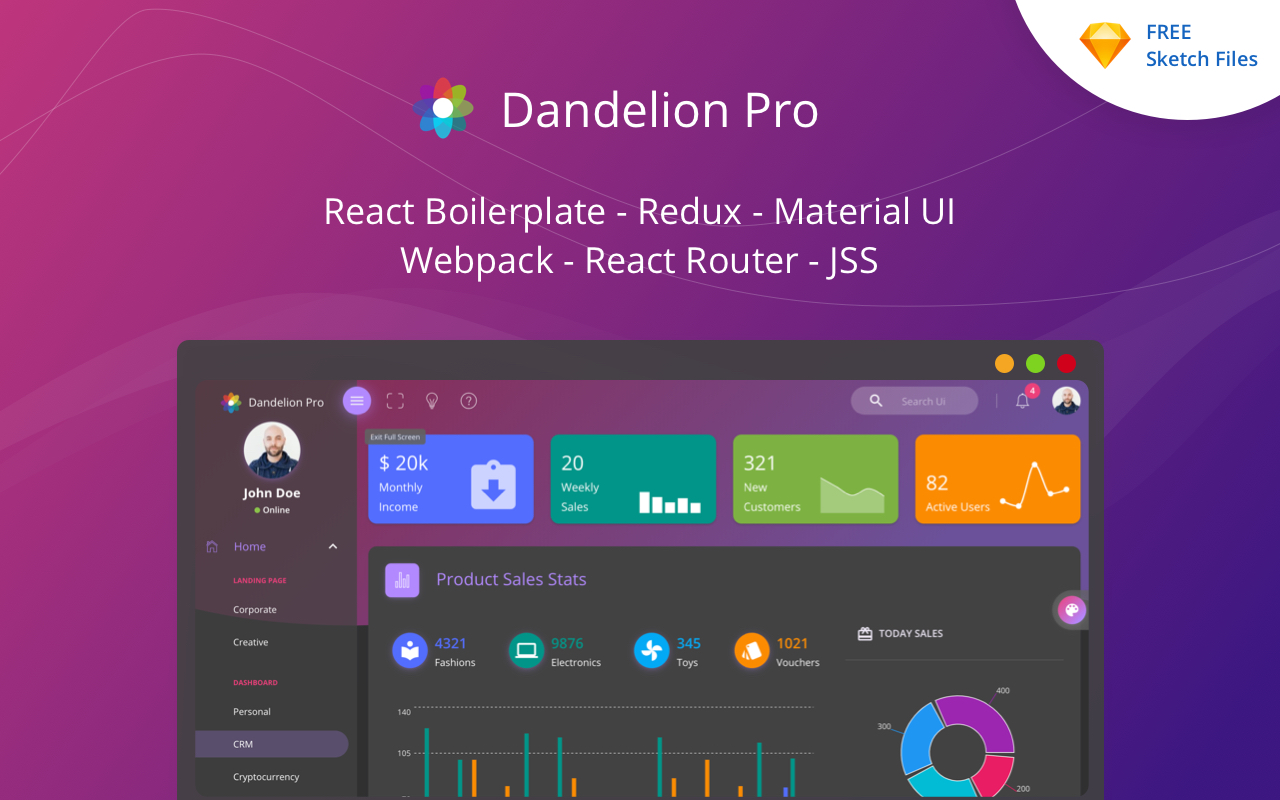 FREE
Sketch Files
Dandelion Pro
React Boilerplate - Redux - Material UI
Webpack - React Router - JSS
Dandelion Pro
Search Ui
4
Exit Full Screen
John Doe
Online
$ 20k
Monthly
Income
20
Weekly
Sales
321
New
Customers
82
Active Users
Home
LANDING PAGE
Corporate
Creative
DASHBOARD
Personal
CRM
Cryptocurrency
Product Sales Stats
4321
Fashions
9876
Electronics
345
Toys
1021
Vouchers
TODAY SALES
140
105
400
300
200